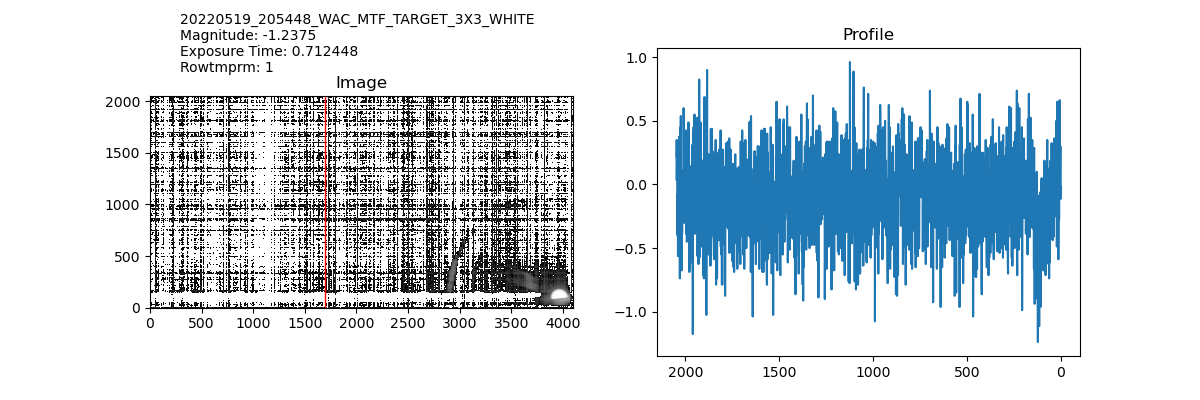 20220519_205448_WAC_MTF_TARGET_3X3_WHITE
Magnitude: -1.2375
Exposure Time: 0.712448
Rowtmprm: 1
Image
2000
1500
1000
500
0
0 500 1000 1500 2000 2500 3000 3500 4000
Profile
1.0
0.5
0.0
−0.5
−1.0
2000 1500 1000 500 0